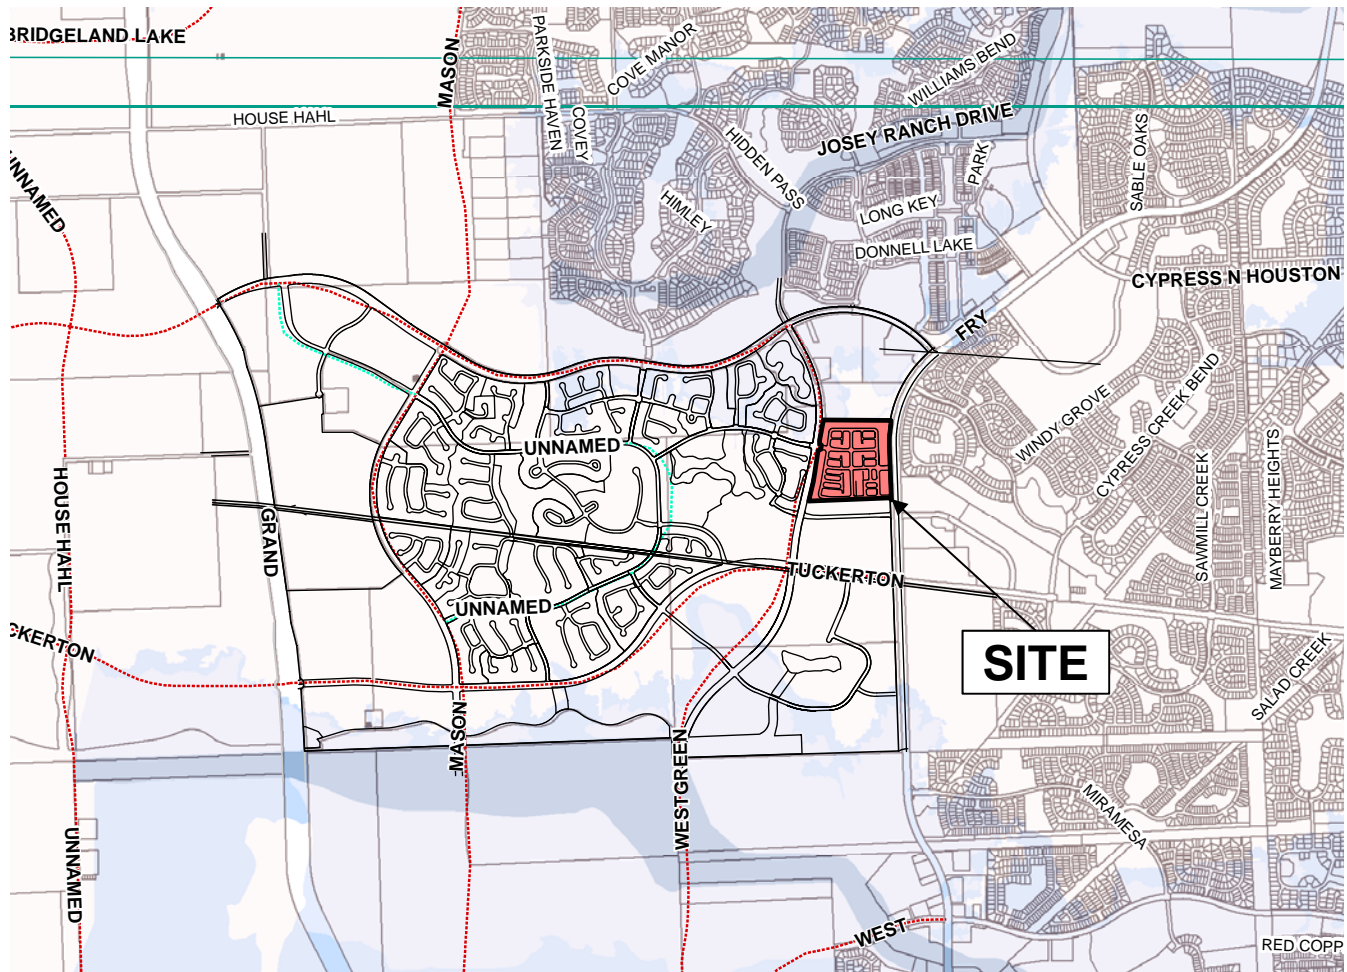 BRIDGELAND LAKE
MASON
PARKSIDE HAVEN
COVE MANOR
WILLIAMS BEND
HOUSE HAHL
COVEY
HIDDEN PASS
JOSEY RANCH DRIVE
PARK
SABLE OAKS
UNNAMED
HIMLEY
LONG KEY
DONNELL LAKE
CYPRESS N HOUSTON
FRY
WINDY GROVE
CYPRESS CREEK BEND
UNNAMED
HOUSE HAHL
GRAND
SAWMILL CREEK
MAYBERRY HEIGHTS
TUCKERTON
UNNAMED
CKERTON
SITE
SALAD CREEK
MASON
WESTGREEN
MIRAMESA
UNNAMED
WEST
RED COPP